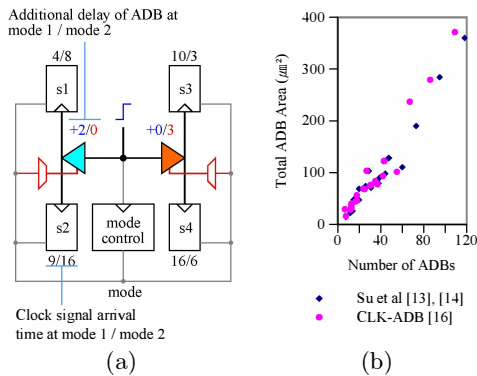 Additional delay of ADB at
mode 1 / mode 2
4/8
10/3
s1
s3
+2/0
+0/3
s2
mode
control
s4
9/16
16/6
mode
Clock signal arrival
time at mode 1 / mode 2
(a)
Total ADB Area (㎛²)
400
300
200
100
0
0
40
80
120
Number of ADBs
Su et al [13], [14]
CLK-ADB [16]
(b)